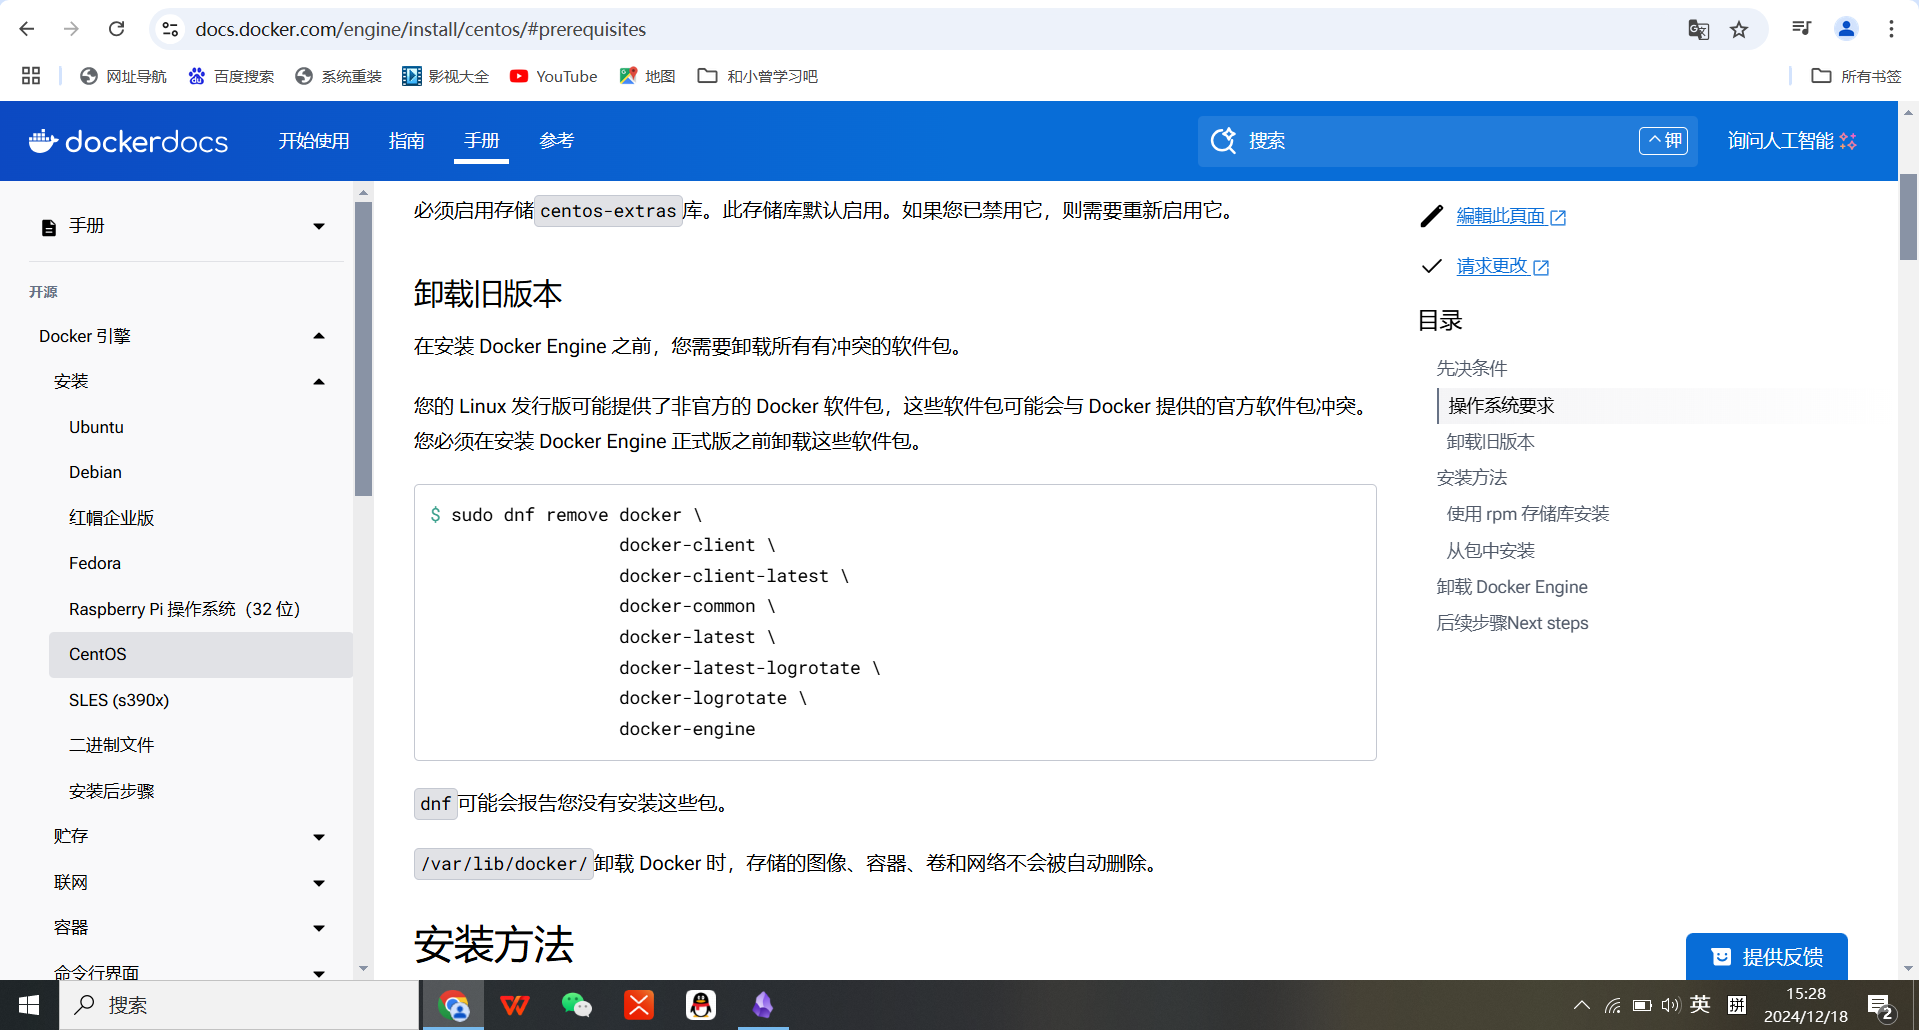 docs.docker.com/engine/install/centos/#prerequisites
网址导航 百度搜索 系统重装 影视大全 YouTube 地图 和小曾学习吧 所有书签
dockerdocs 开始使用 指南 手册 参考 搜索 ^钾 询问人工智能
手册
开源
Docker 引擎
安装
Ubuntu
Debian
红帽企业版
Fedora
Raspberry Pi 操作系统（32 位）
CentOS
SLES (s390x)
二进制文件
安装后步骤
贮存
联网
容器
命令行界面
必须启用存储centos-extras库。此存储库默认启用。如果您已禁用它，则需要重新启用它。
卸载旧版本
在安装 Docker Engine 之前，您需要卸载所有有冲突的软件包。
您的 Linux 发行版可能提供了非官方的 Docker 软件包，这些软件包可能会与 Docker 提供的官方软件包冲突。
您必须在安装 Docker Engine 正式版之前卸载这些软件包。
$ sudo dnf remove docker \
docker-client \
docker-client-latest \
docker-common \
docker-latest \
docker-latest-logrotate \
docker-logrotate \
docker-engine
dnf可能会报告您没有安装这些包。
/var/lib/docker/卸载 Docker 时，存储的图像、容器、卷和网络不会被自动删除。
安装方法
編輯此頁面
请求更改
目录
先决条件
操作系统要求
卸载旧版本
安装方法
使用 rpm 存储库安装
从包中安装
卸载 Docker Engine
后续步骤Next steps
提供反馈
搜索
英 拼
15:28
2024/12/18
2